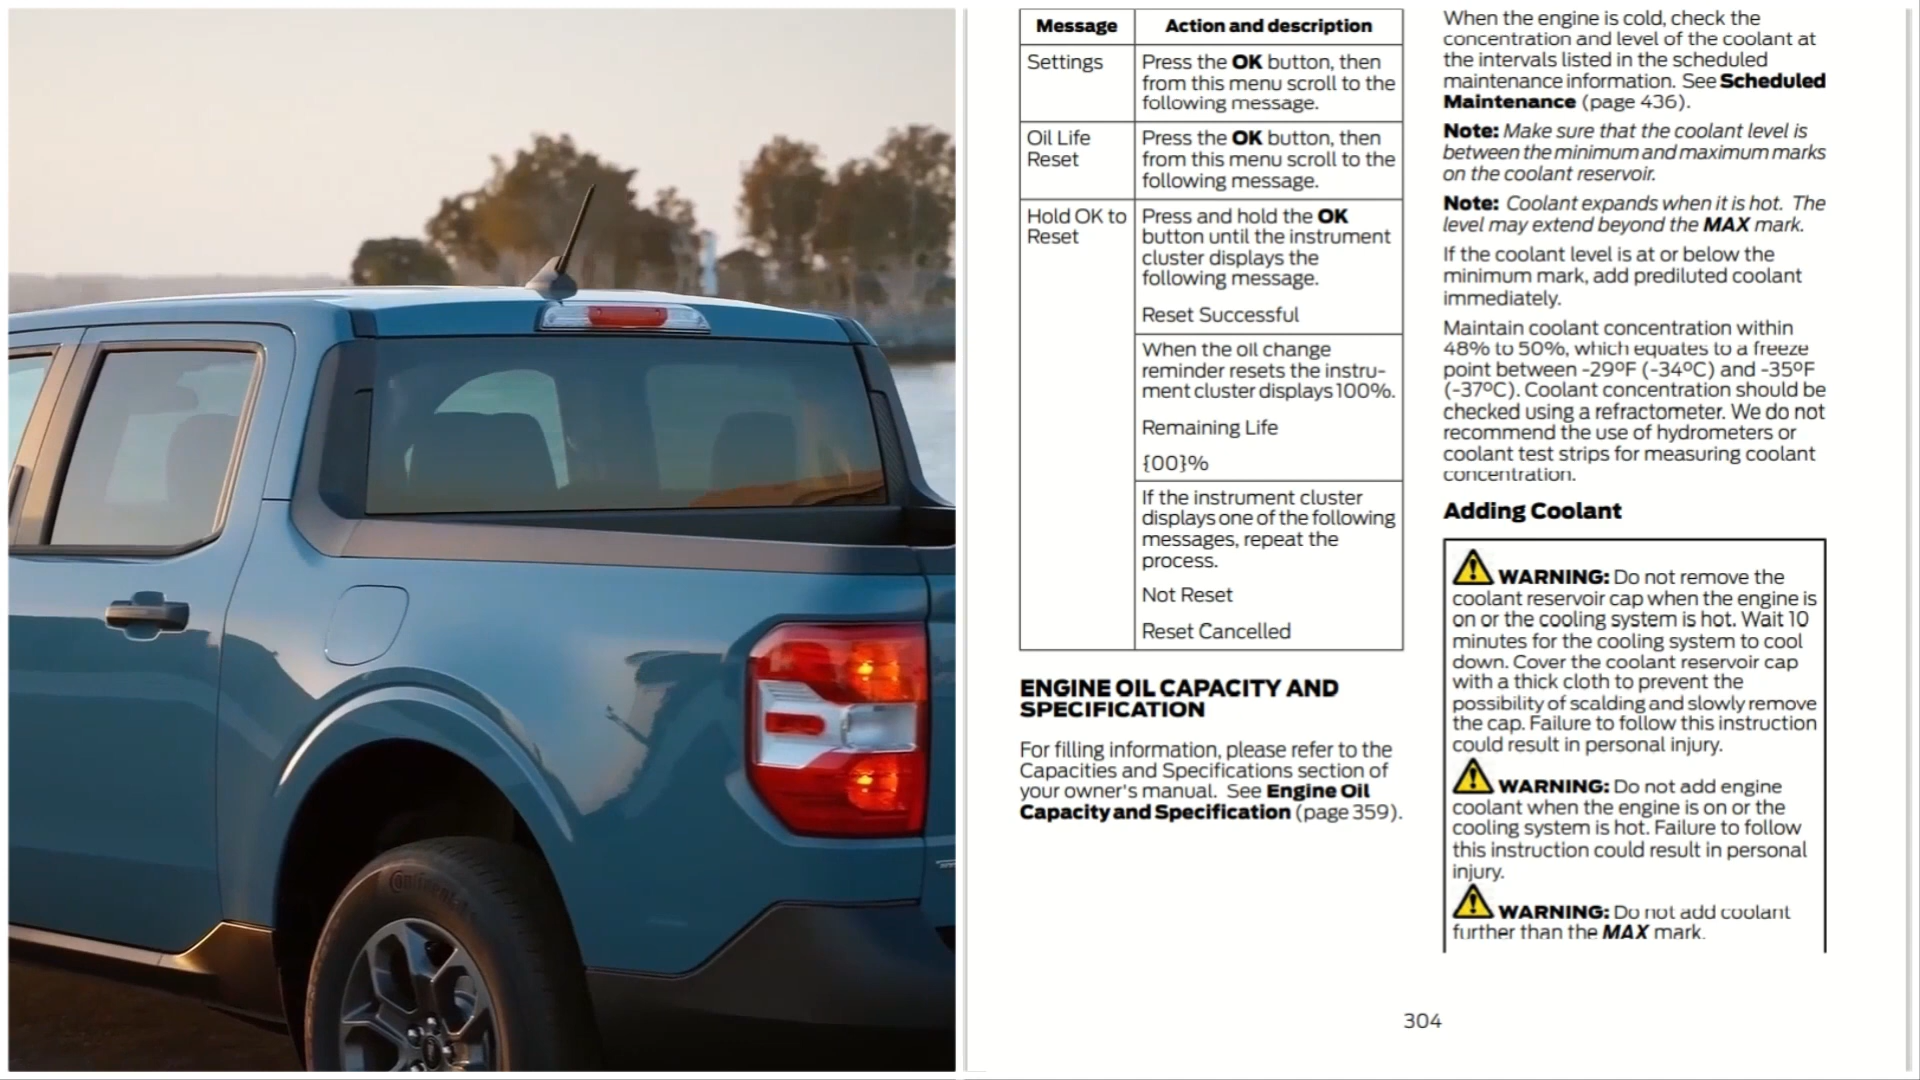 Message
Action and description
Settings
Press the OK button, then
from this menu scroll to the
following message.
Oil Life
Reset
Press the OK button, then
from this menu scroll to the
following message.
Hold OK to
Reset
Press and hold the OK
button until the instrument
cluster displays the
following message.
Reset Successful
When the oil change
reminder resets the instru-
ment cluster displays 100%.
Remaining Life
{00}%
If the instrument cluster
displays one of the following
messages, repeat the
process.
Not Reset
Reset Cancelled
ENGINE OIL CAPACITY AND
SPECIFICATION
For filling information, please refer to the
Capacities and Specifications section of
your owner's manual. See Engine Oil
Capacity and Specification (page 359).
When the engine is cold, check the
concentration and level of the coolant at
the intervals listed in the scheduled
maintenance information. See Scheduled
Maintenance (page 436).
Note: Make sure that the coolant level is
between the minimum and maximum marks
on the coolant reservoir.
Note: Coolant expands when it is hot. The
level may extend beyond the MAX mark.
If the coolant level is at or below the
minimum mark, add prediluted coolant
immediately.
Maintain coolant concentration within
48% to 50%, which equates to a freeze
point between -29°F (-34°C) and -35°F
(-37°C). Coolant concentration should be
checked using a refractometer. We do not
recommend the use of hydrometers or
coolant test strips for measuring coolant
concentration.
Adding Coolant
WARNING: Do not remove the
coolant reservoir cap when the engine is
on or the cooling system is hot. Wait 10
minutes for the cooling system to cool
down. Cover the coolant reservoir cap
with a thick cloth to prevent the
possibility of scalding and slowly remove
the cap. Failure to follow this instruction
could result in personal injury.
WARNING: Do not add engine
coolant when the engine is on or the
cooling system is hot. Failure to follow
this instruction could result in personal
injury.
WARNING: Do not add coolant
further than the MAX mark.
304